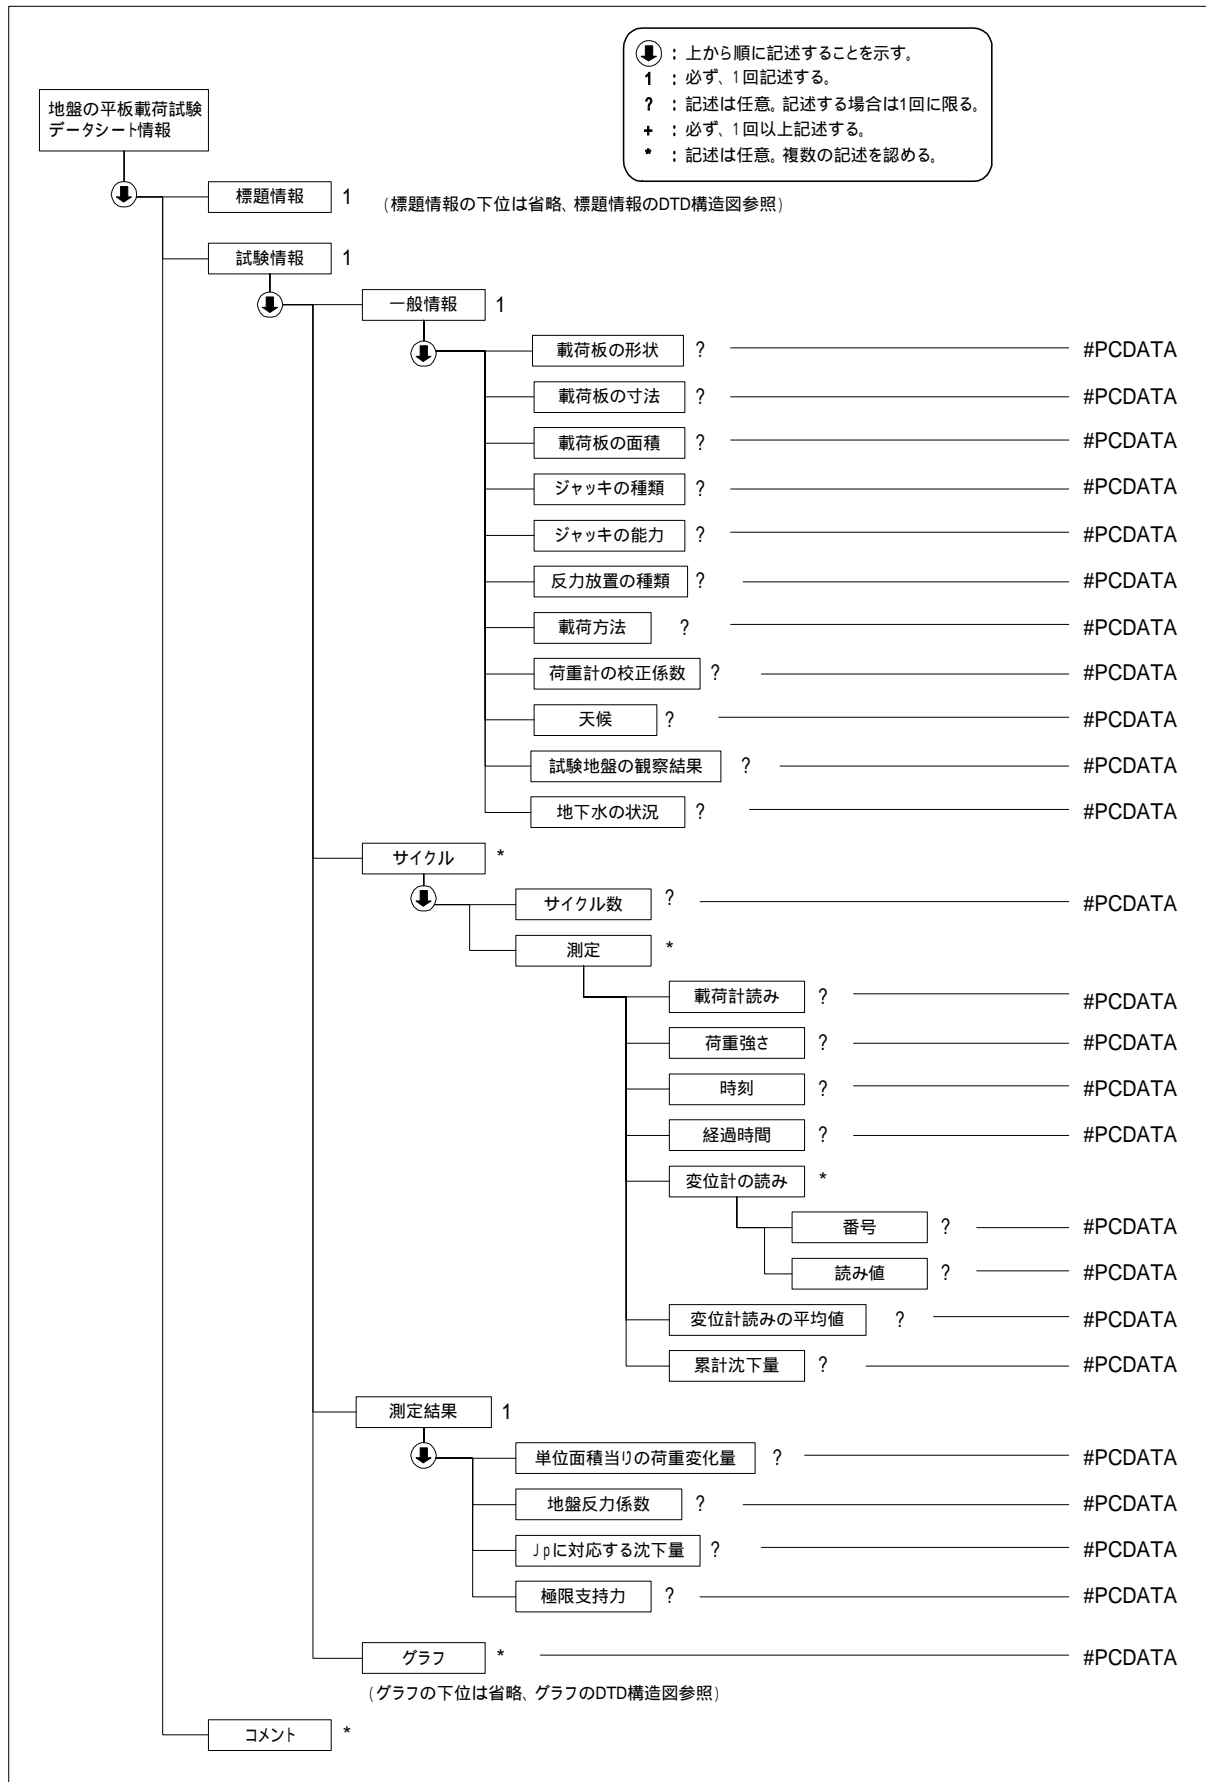 ：上から順に記述することを示す。
1 ：必ず、1回記述する。
? ：記述は任意。記述する場合は1回に限る。
+ ：必ず、1回以上記述する。
* ：記述は任意。複数の記述を認める。
地盤の平板載荷試験
データシート情報
標題情報 1 (標題情報の下位は省略、標題情報のDTD構造図参照)
試験情報 1
一般情報 1
載荷板の形状 ? #PCDATA
載荷板の寸法 ? #PCDATA
載荷板の面積 ? #PCDATA
ジャッキの種類 ? #PCDATA
ジャッキの能力 ? #PCDATA
反力放置の種類 ? #PCDATA
載荷方法 ? #PCDATA
荷重計の校正係数 ? #PCDATA
天候 ? #PCDATA
試験地盤の観察結果 ? #PCDATA
地下水の状況 ? #PCDATA
サイクル *
サイクル数 ? #PCDATA
測定 *
載荷計読み ? #PCDATA
荷重強さ ? #PCDATA
時刻 ? #PCDATA
経過時間 ? #PCDATA
変位計の読み *
番号 ? #PCDATA
読み値 ? #PCDATA
変位計読みの平均値 ? #PCDATA
累計沈下量 ? #PCDATA
測定結果 1
単位面積当りの荷重変化量 ? #PCDATA
地盤反力係数 ? #PCDATA
Jpに対応する沈下量 ? #PCDATA
極限支持力 ? #PCDATA
グラフ * #PCDATA
(グラフの下位は省略、グラフのDTD構造図参照)
コメント *